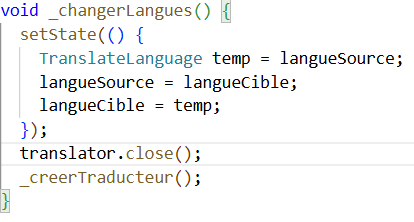 void _changerLangues() {
  setState(() {
    TranslateLanguage temp = langueSource;
    langueSource = langueCible;
    langueCible = temp;
  });
  translator.close();
  _creerTraducteur();
}